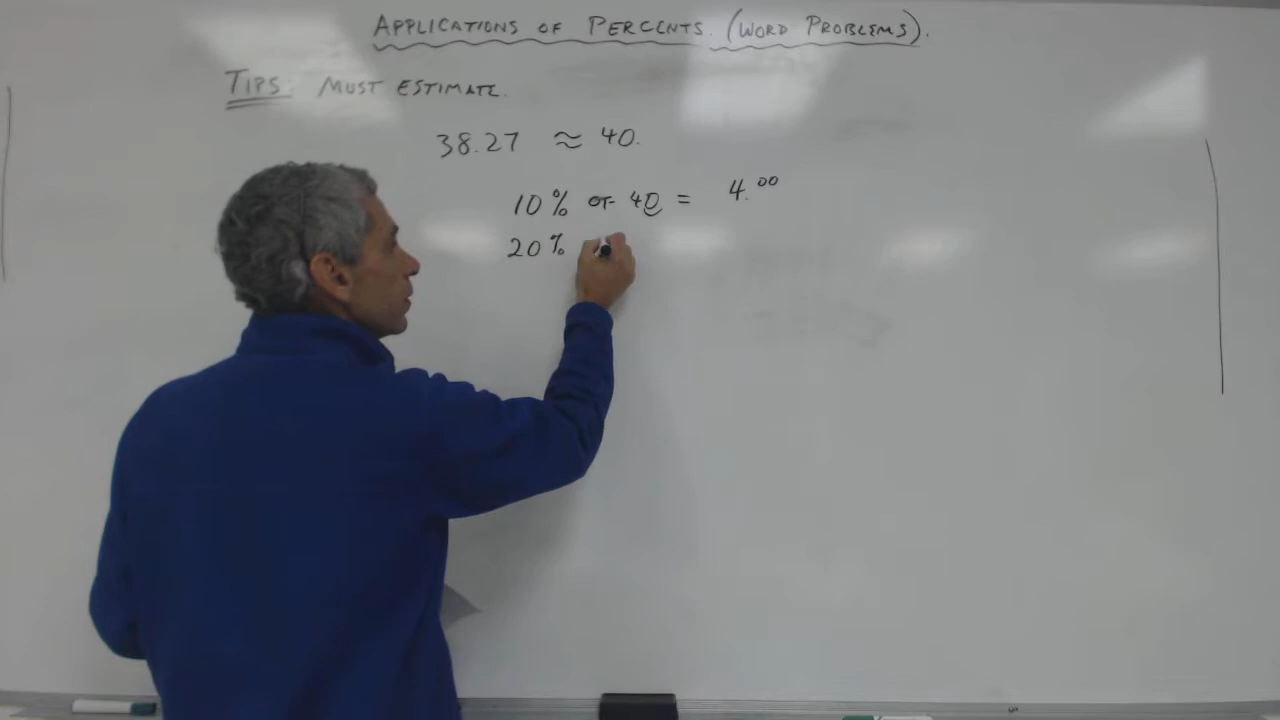 APPLICATIONS OF PERCENTS. (WORD PROBLEMS).
TIPS: MUST ESTIMATE.
38.27 ≈ 40.
10% OF 40 = 4.00
20%